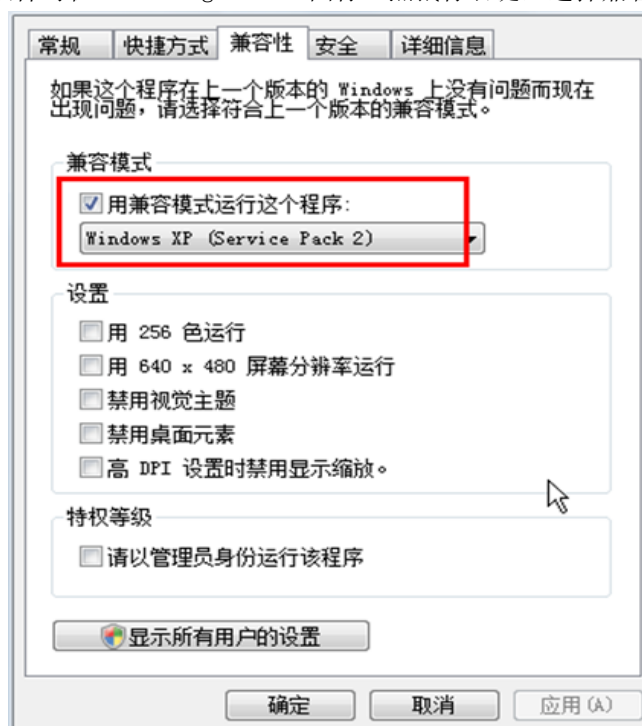 常规 快捷方式 兼容性 安全 详细信息
如果这个程序在上一个版本的 Windows 上没有问题而现在
出现问题，请选择符合上一个版本的兼容模式。
兼容模式
用兼容模式运行这个程序:
Windows XP (Service Pack 2)
设置
用 256 色运行
用 640 x 480 屏幕分辨率运行
禁用视觉主题
禁用桌面元素
高 DPI 设置时禁用显示缩放。
特权等级
请以管理员身份运行该程序
显示所有用户的设置
确定 取消 应用(A)